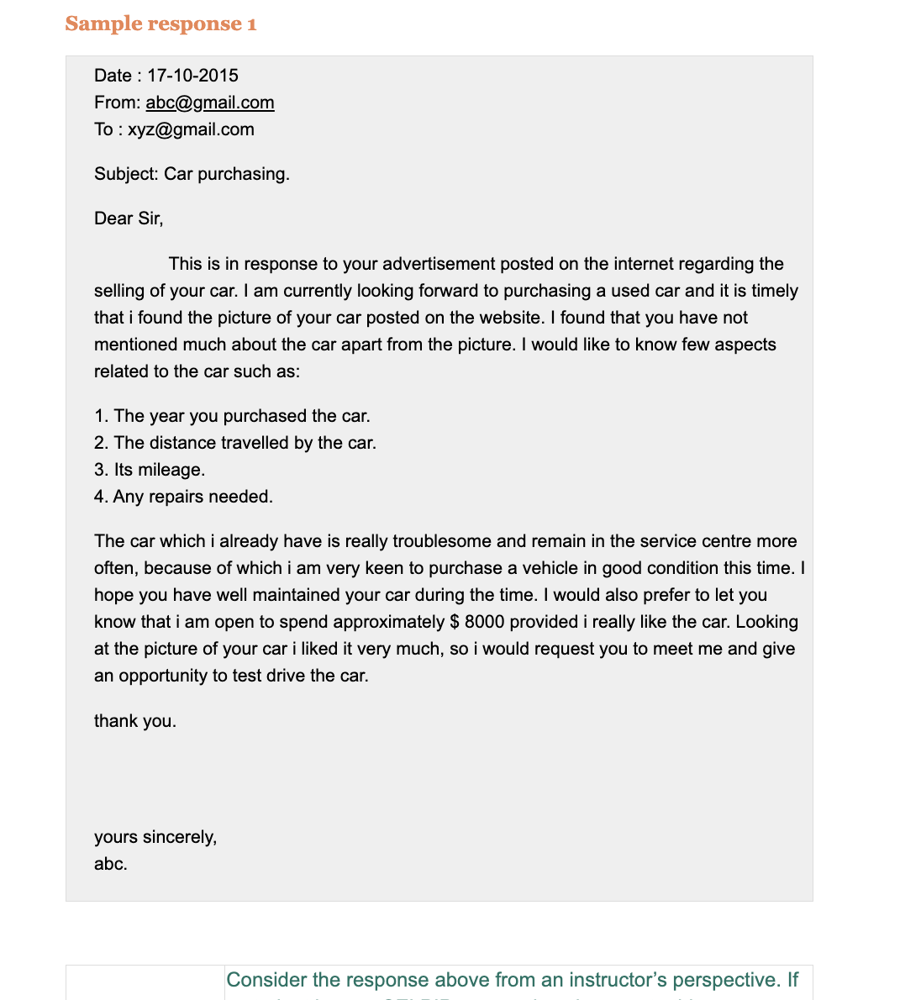 Sample response 1
Date : 17-10-2015
From: abc@gmail.com
To : xyz@gmail.com
Subject: Car purchasing.
Dear Sir,
This is in response to your advertisement posted on the internet regarding the
selling of your car. I am currently looking forward to purchasing a used car and it is timely
that i found the picture of your car posted on the website. I found that you have not
mentioned much about the car apart from the picture. I would like to know few aspects
related to the car such as:
1. The year you purchased the car.
2. The distance travelled by the car.
3. Its mileage.
4. Any repairs needed.
The car which i already have is really troublesome and remain in the service centre more
often, because of which i am very keen to purchase a vehicle in good condition this time. I
hope you have well maintained your car during the time. I would also prefer to let you
know that i am open to spend approximately $ 8000 provided i really like the car. Looking
at the picture of your car i liked it very much, so i would request you to meet me and give
an opportunity to test drive the car.
thank you.
yours sincerely,
abc.
Consider the response above from an instructor’s perspective. If